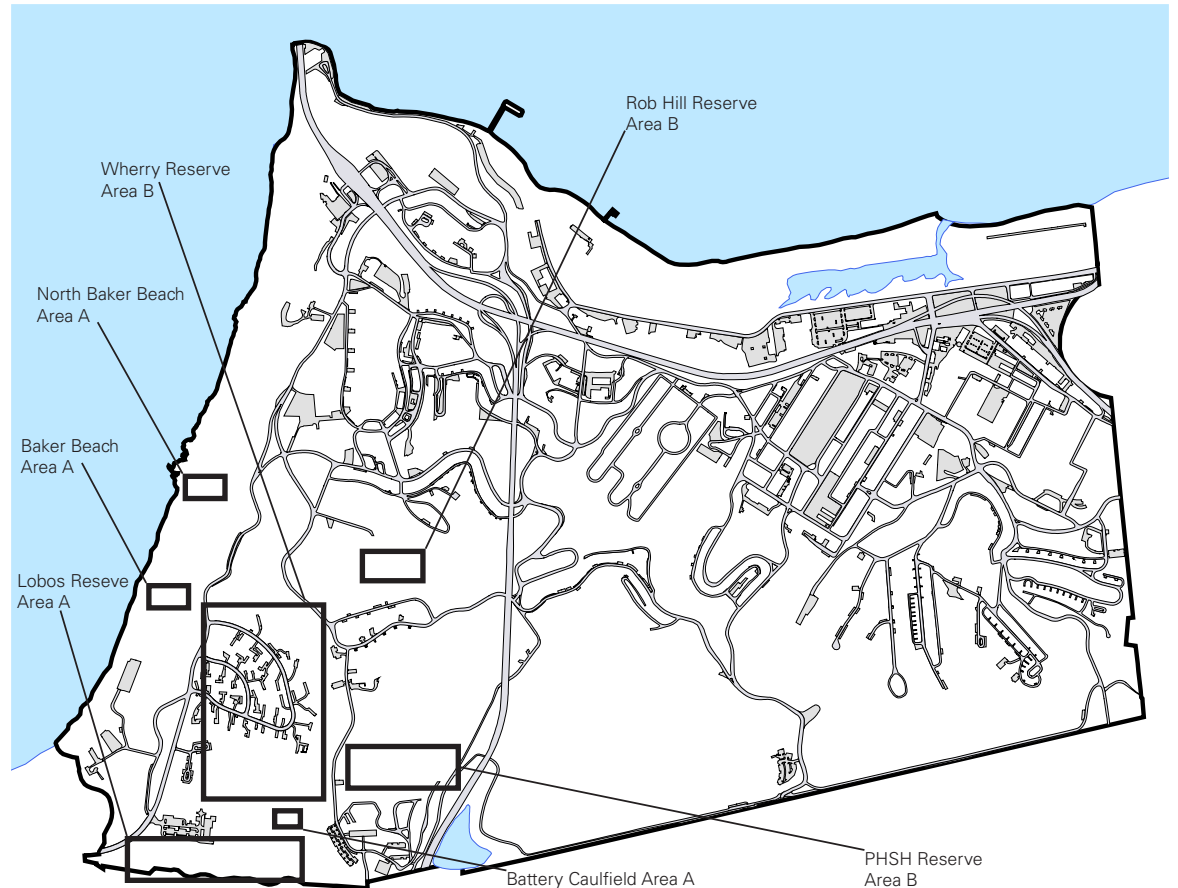 Rob Hill Reserve
Area B
Wherry Reserve
Area B
North Baker Beach
Area A
Baker Beach
Area A
Lobos Reseve
Area A
Battery Caulfield Area A
PHSH Reserve
Area B